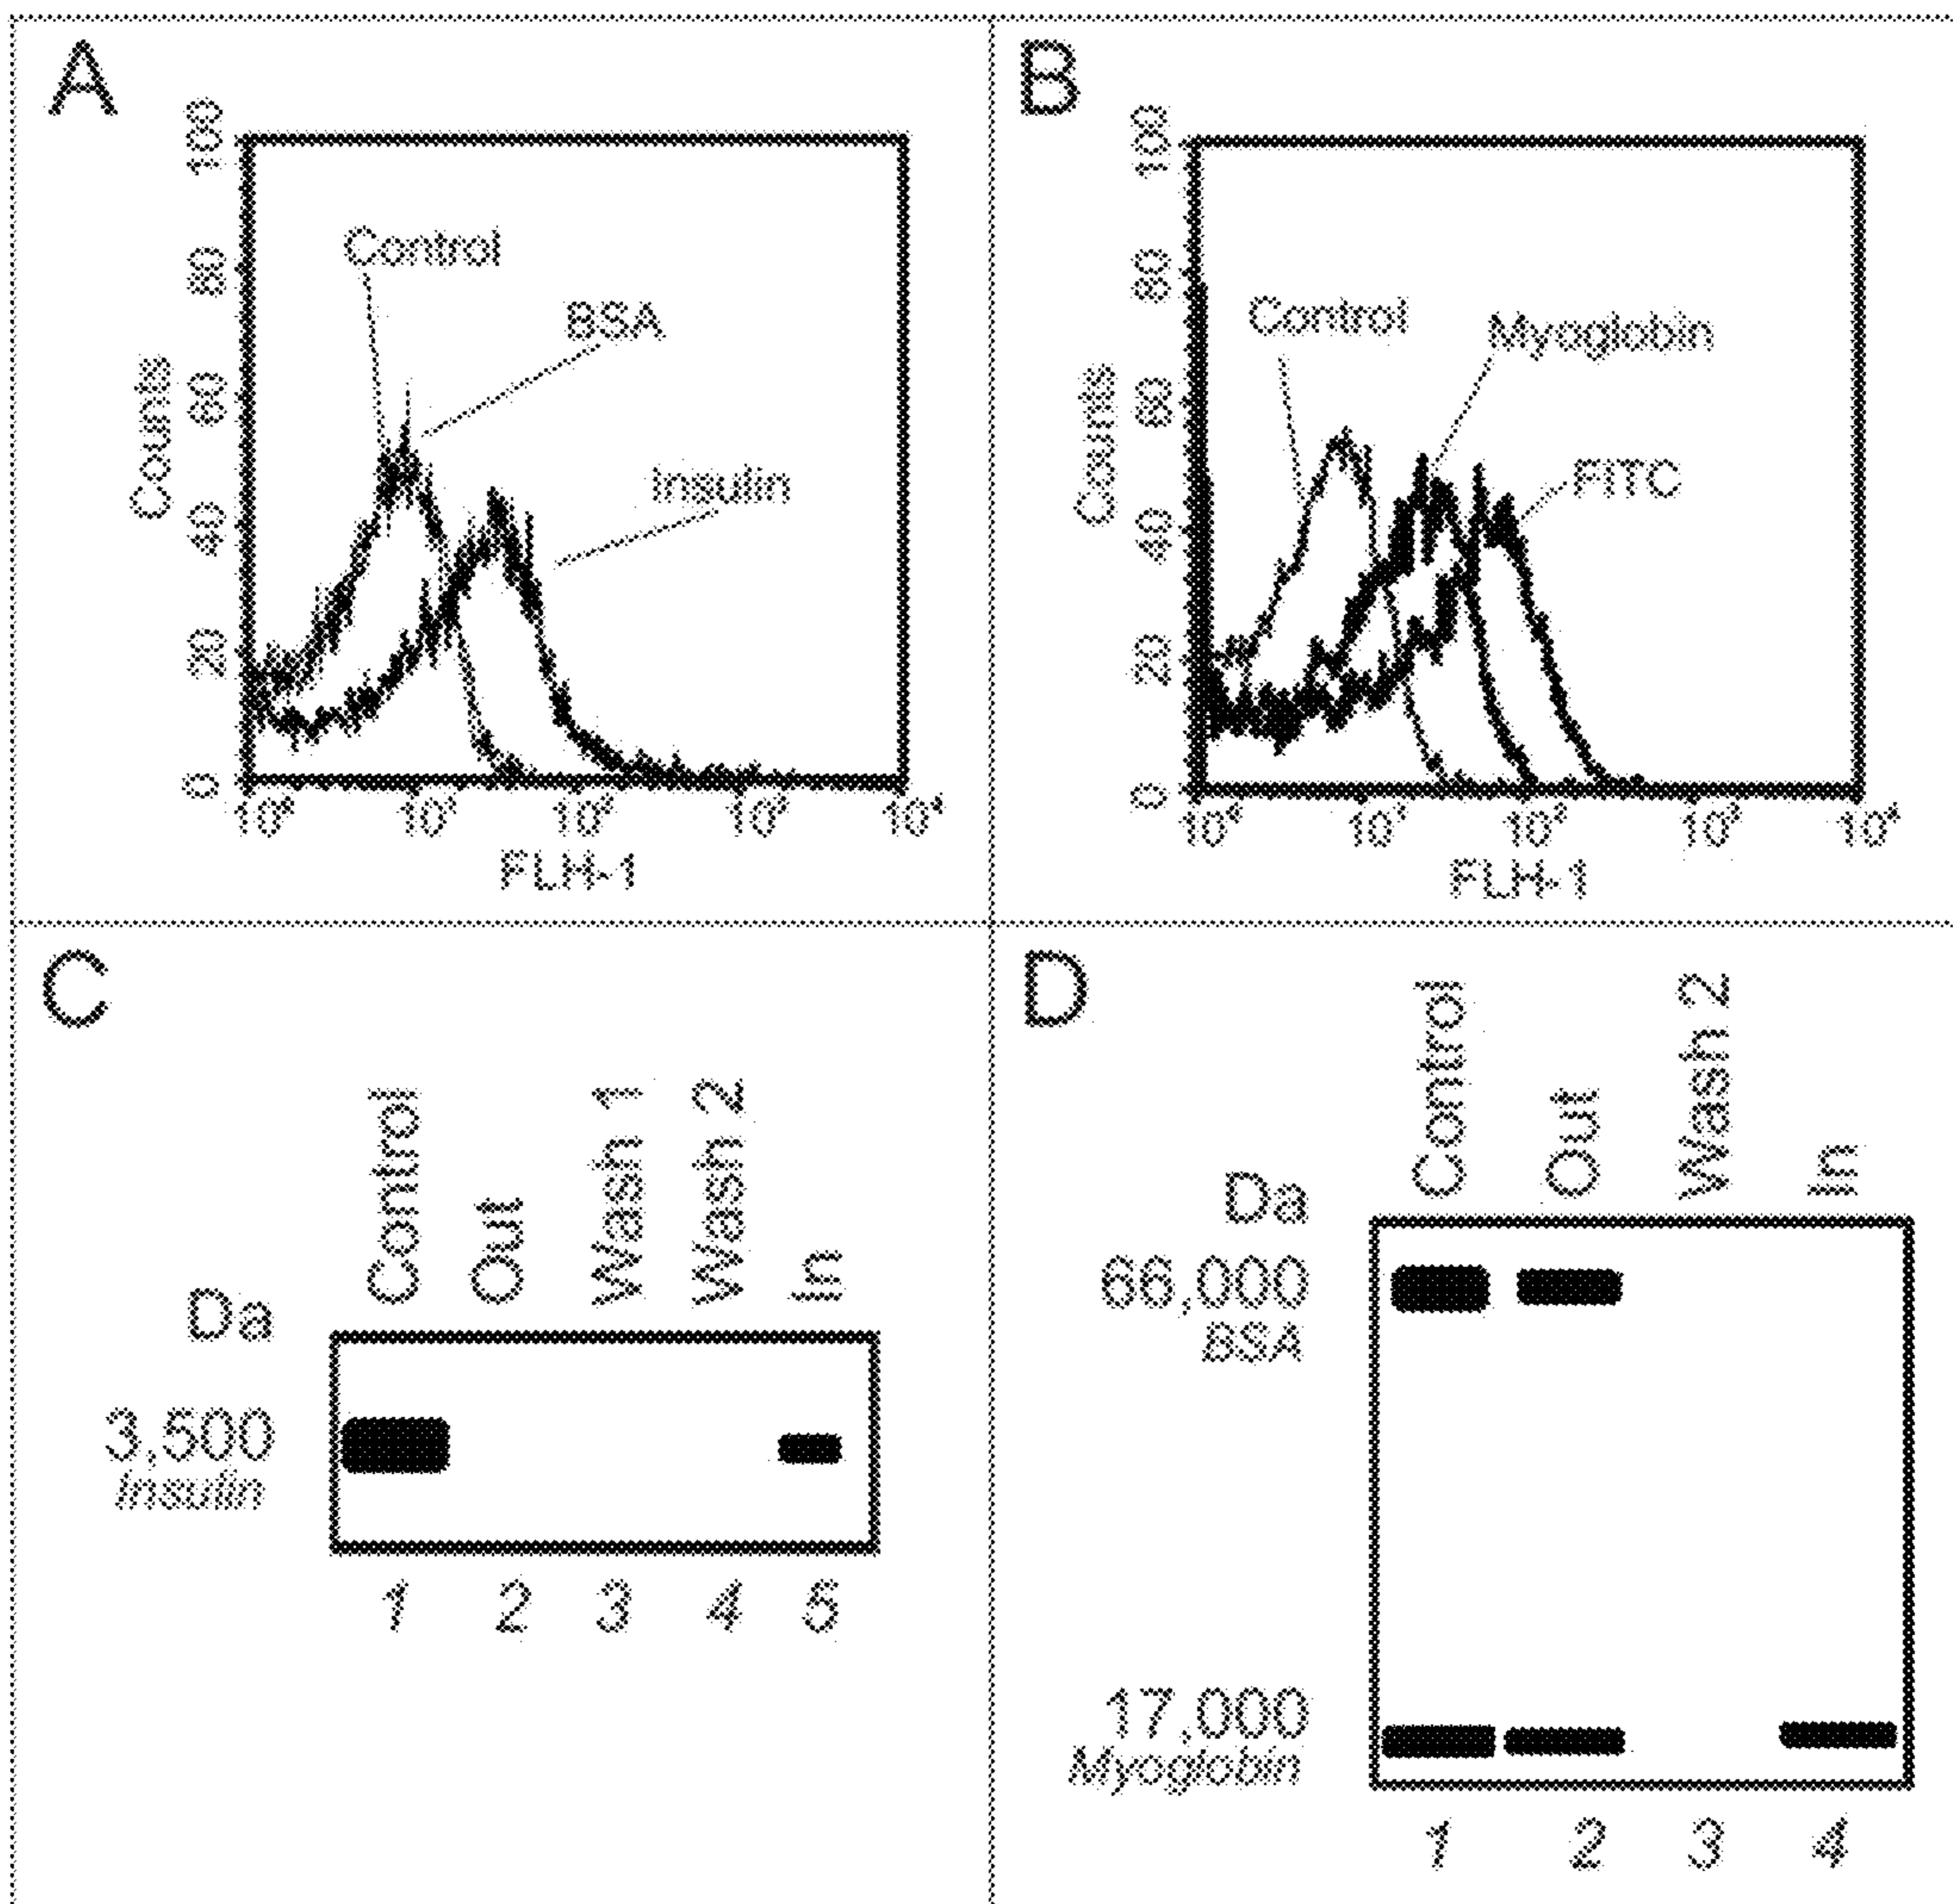 A
100
80
60
40
20
0
Counts
Control
BSA
Insulin
10⁰ 10¹ 10² 10³ 10⁴
FLH-1
B
100
80
60
40
20
0
Counts
Control
Myoglobin
FITC
10¹ 10² 10³ 10⁴
FLH-1
C
Da
Control
Out
Wash 1
Wash 2
In
3,500
Insulin
1 2 3 4 5
D
Da
Control
Out
Wash 2
In
66,000
BSA
17,000
Myoglobin
1 2 3 4